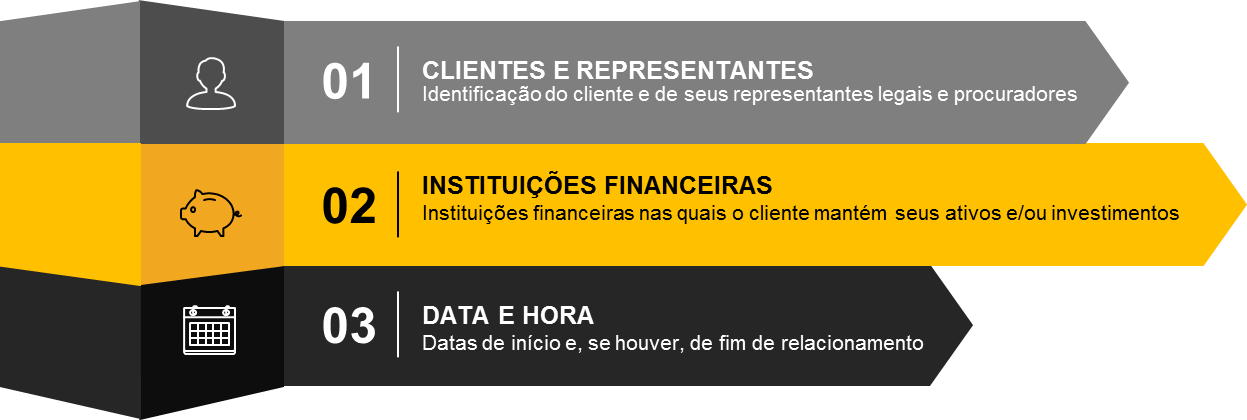 01
CLIENTES E REPRESENTANTES
Identificação do cliente e de seus representantes legais e procuradores
02
INSTITUIÇÕES FINANCEIRAS
Instituições financeiras nas quais o cliente mantém seus ativos e/ou investimentos
03
DATA E HORA
Datas de início e, se houver, de fim de relacionamento